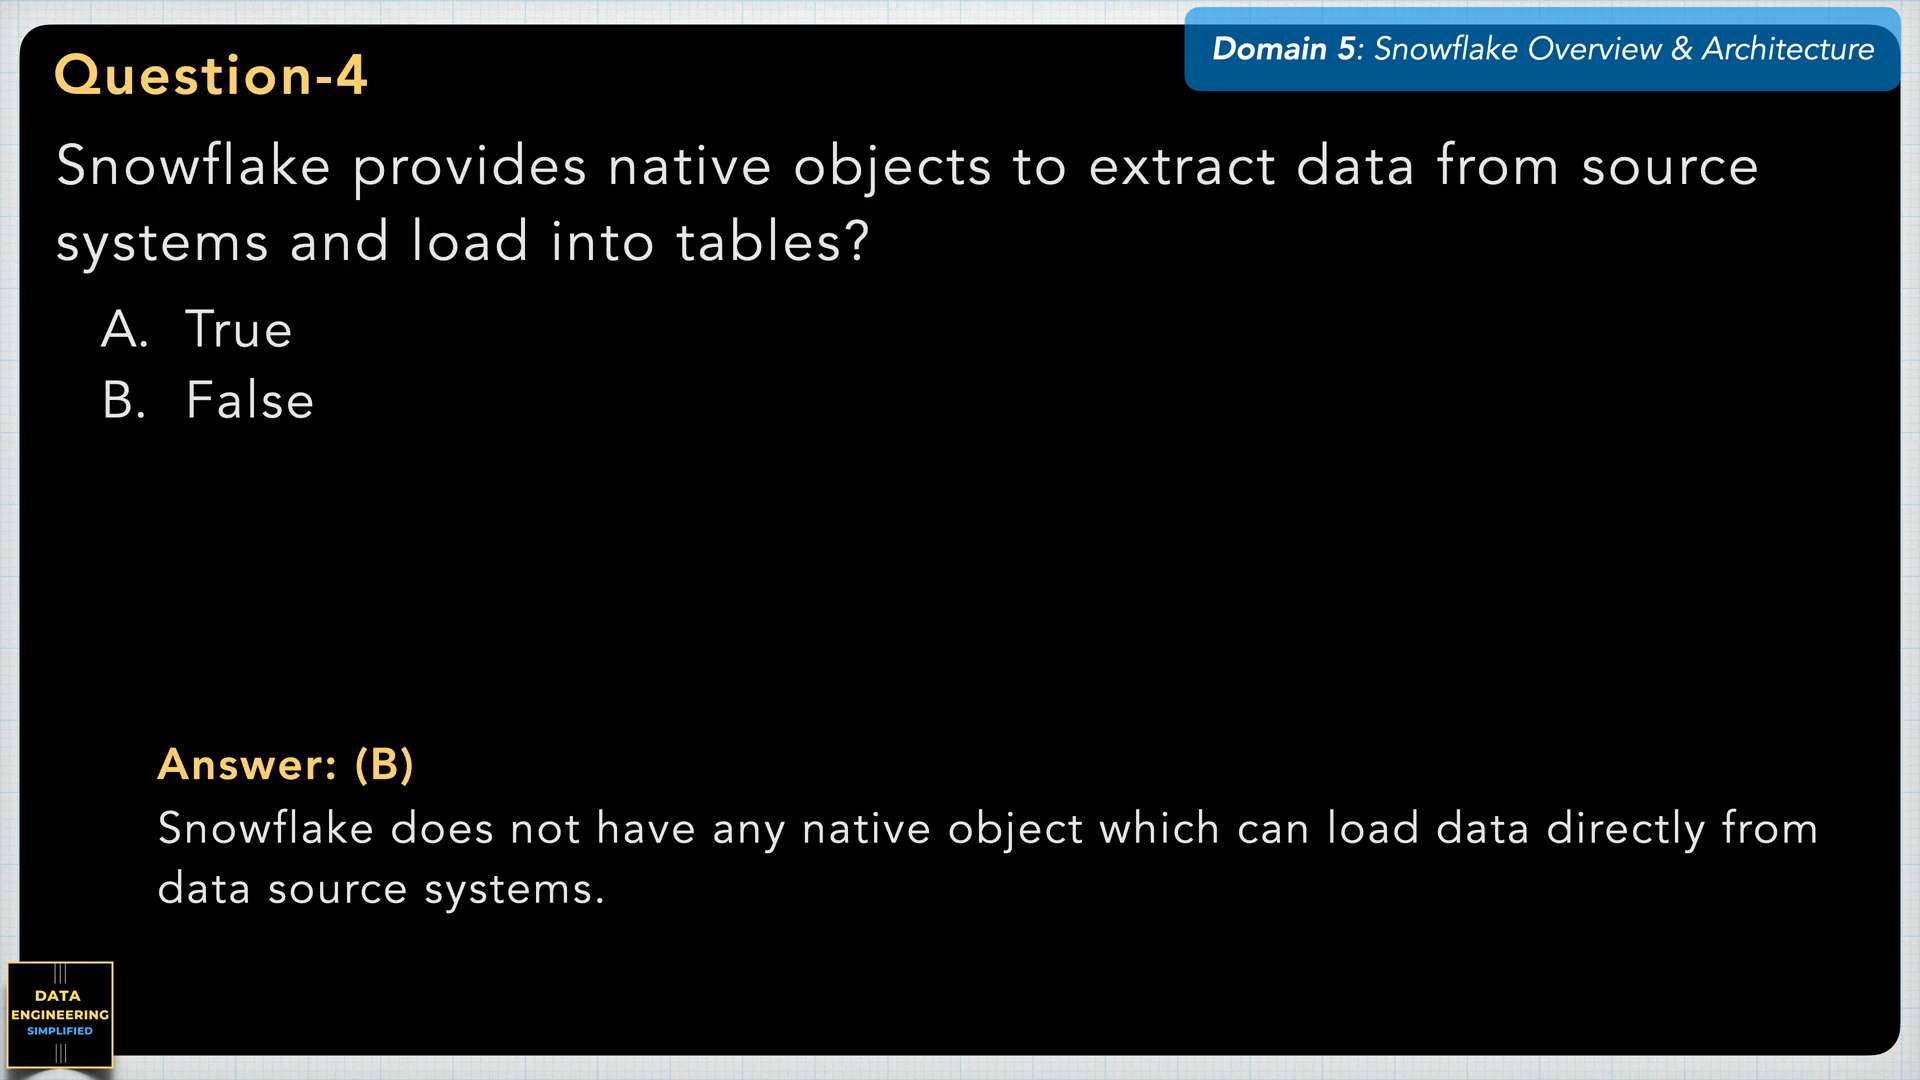 Domain 5: Snowflake Overview & Architecture
Question-4
Snowflake provides native objects to extract data from source
systems and load into tables?
A. True
B. False
Answer: (B)
Snowflake does not have any native object which can load data directly from
data source systems.
DATA
ENGINEERING
SIMPLIFIED